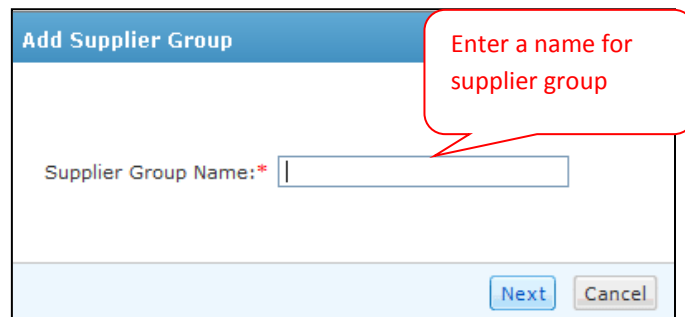 Add Supplier Group
Enter a name for
supplier group
Supplier Group Name:*
Next Cancel